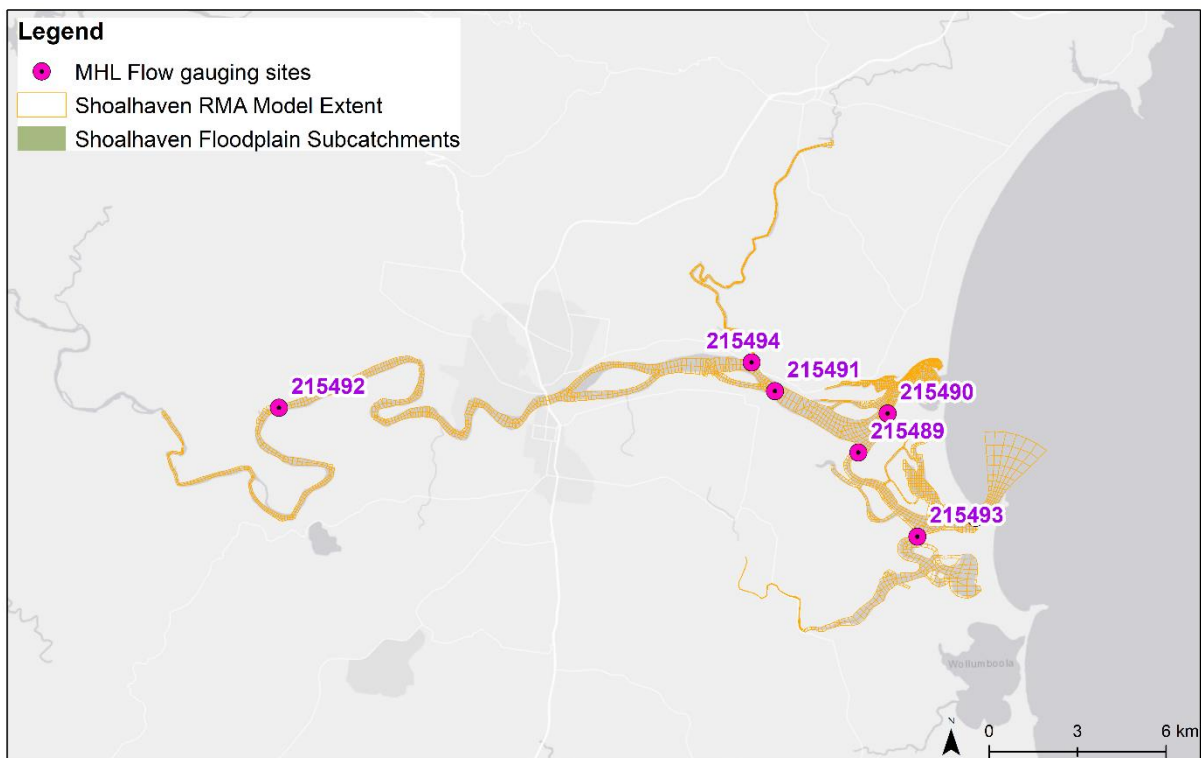 Legend
MHL Flow gauging sites
Shoalhaven RMA Model Extent
Shoalhaven Floodplain Subcatchments
215494
215491
215492
215490
215489
215493
Wollumboola
N
0 3 6 km